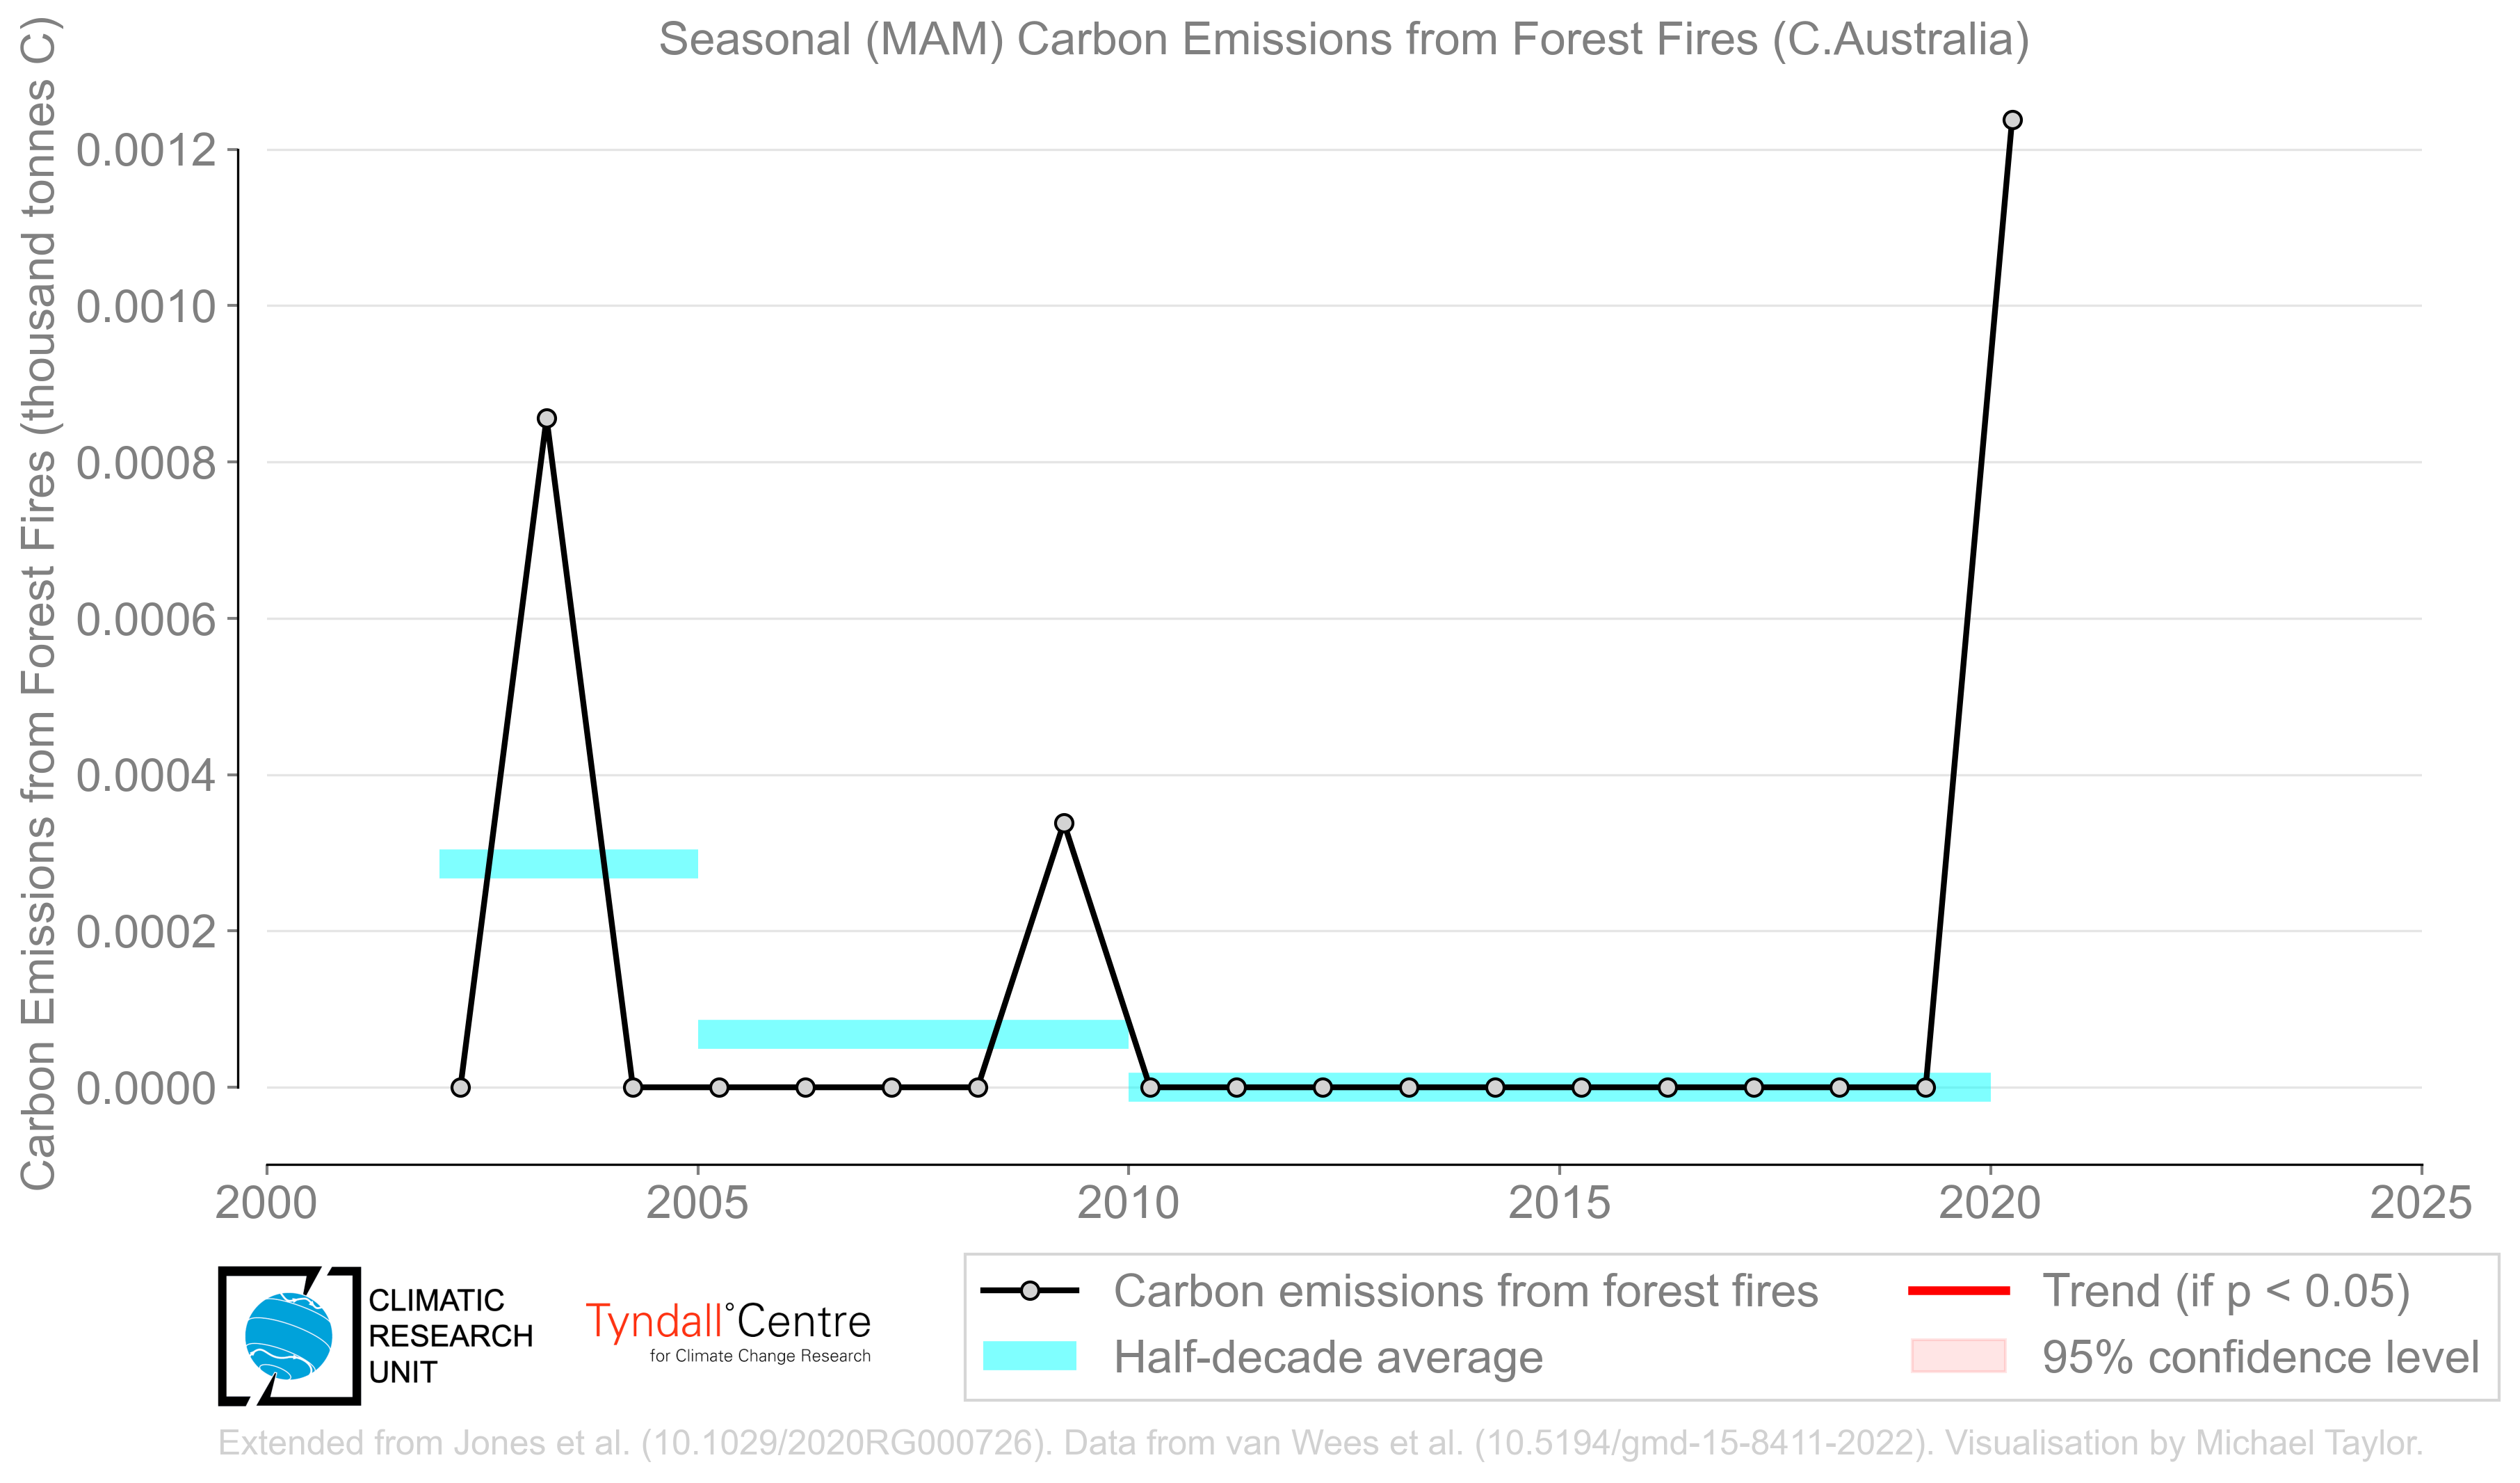 Seasonal (MAM) Carbon Emissions from Forest Fires (C.Australia)
Carbon Emissions from Forest Fires (thousand tonnes C)
0.0012
0.0010
0.0008
0.0006
0.0004
0.0002
0.0000
2000 2005 2010 2015 2020 2025
CLIMATIC
RESEARCH
UNIT
Tyndall°Centre
for Climate Change Research
Carbon emissions from forest fires
Half-decade average
Trend (if p < 0.05)
95% confidence level
Extended from Jones et al. (10.1029/2020RG000726). Data from van Wees et al. (10.5194/gmd-15-8411-2022). Visualisation by Michael Taylor.